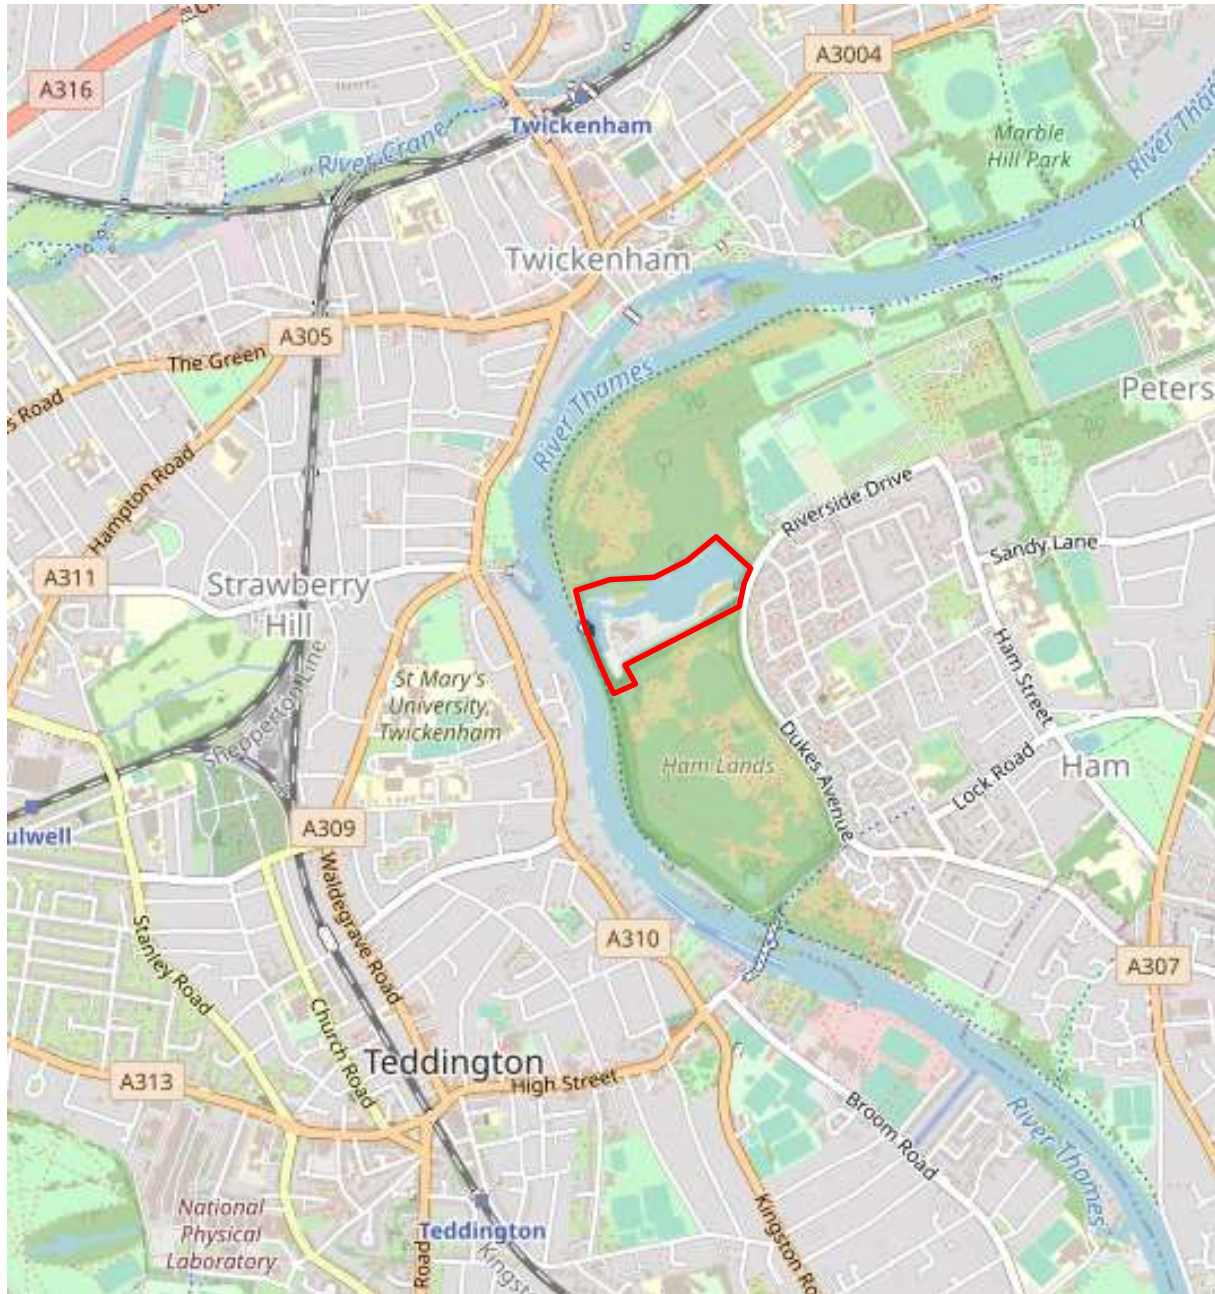 A3004
A316
Twickenham
River Crane
Marble
Hill Park
River Tha
Twickenham
A305
The Green
River Thames
Peters
s Road
Hampton Road
Riverside Drive
Sandy Lane
A311
Strawberry
Hill
Ham Street
Shepperton Line
St Mary's
University,
Twickenham
Dukes Avenue
Ham Lands
Ham
Lock Road
ulwell
A309
Waldegrave Road
Stanley Road
A310
A307
Church Road
Teddington
A313
High Street
Broom Road
River Thames
National
Physical
Laboratory
Teddington
Road
Kingst
Kingston Ro